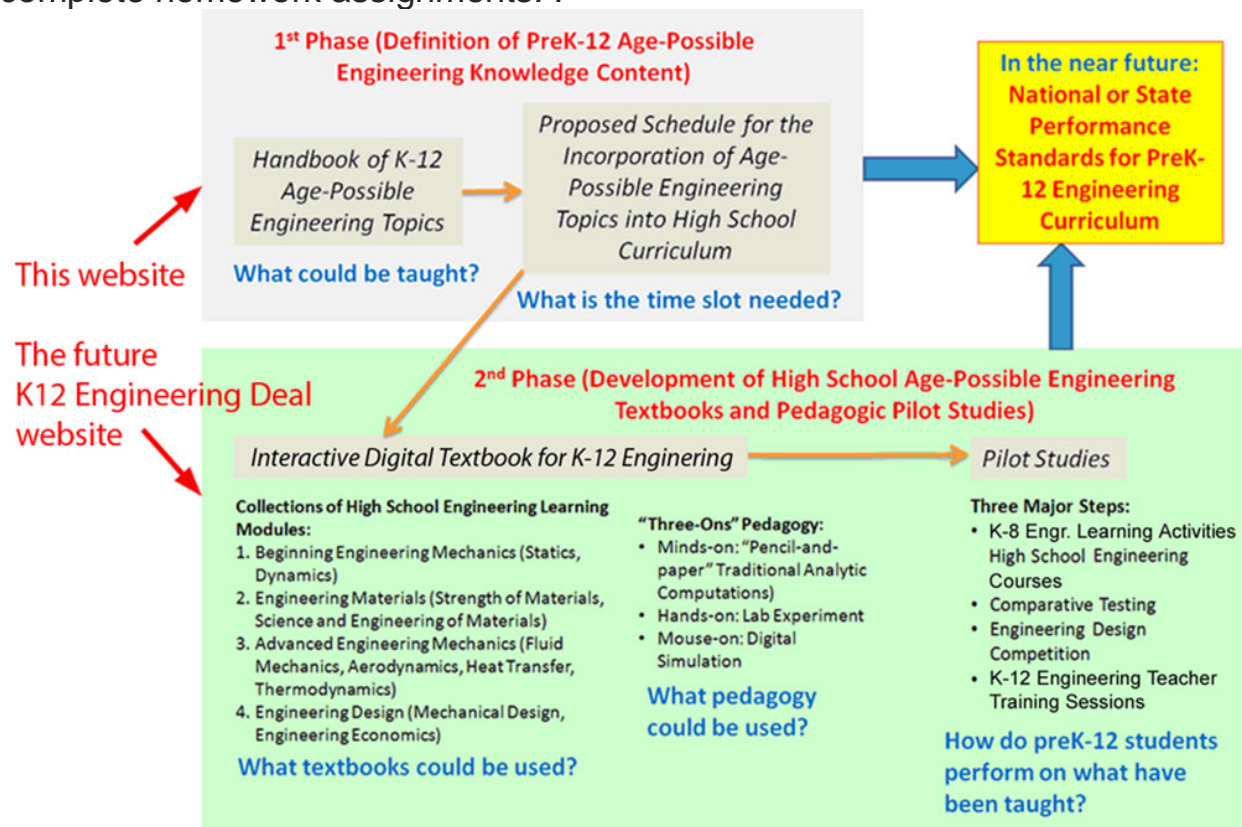 complete homework assignments. .
1st Phase (Definition of PreK-12 Age-Possible
Engineering Knowledge Content)
Handbook of K-12
Age-Possible
Engineering Topics
What could be taught?
Proposed Schedule for the
Incorporation of Age-
Possible Engineering
Topics into High School
Curriculum
What is the time slot needed?
In the near future:
National or State
Performance
Standards for PreK-
12 Engineering
Curriculum
This website
The future
K12 Engineering Deal
website
2nd Phase (Development of High School Age-Possible Engineering
Textbooks and Pedagogic Pilot Studies)
Interactive Digital Textbook for K-12 Enginering
Pilot Studies
Collections of High School Engineering Learning
Modules:
1. Beginning Engineering Mechanics (Statics,
Dynamics)
2. Engineering Materials (Strength of Materials,
Science and Engineering of Materials)
3. Advanced Engineering Mechanics (Fluid
Mechanics, Aerodynamics, Heat Transfer,
Thermodynamics)
4. Engineering Design (Mechanical Design,
Engineering Economics)
What textbooks could be used?
“Three-Ons” Pedagogy:
• Minds-on: “Pencil-and-
paper” Traditional Analytic
Computations)
• Hands-on: Lab Experiment
• Mouse-on: Digital
Simulation
What pedagogy
could be used?
Three Major Steps:
• K-8 Engr. Learning Activities
High School Engineering
Courses
• Comparative Testing
• Engineering Design
Competition
• K-12 Engineering Teacher
Training Sessions
How do preK-12 students
perform on what have
been taught?